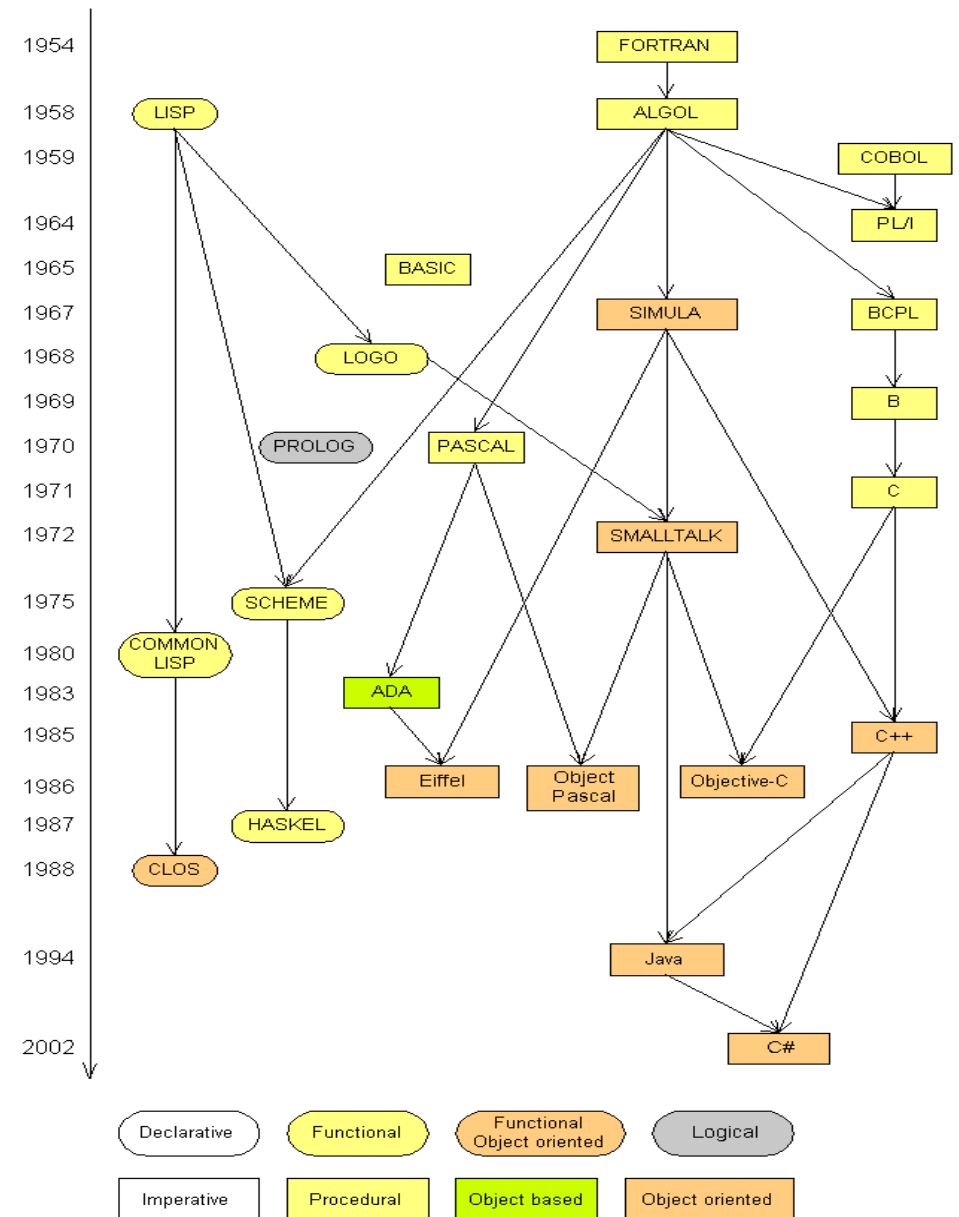 1954
FORTRAN
1958
LISP
ALGOL
1959
COBOL
1964
PL/I
1965
BASIC
1967
SIMULA
BCPL
1968
LOGO
1969
B
1970
PROLOG
PASCAL
1971
C
1972
SMALLTALK
1975
SCHEME
1980
COMMON
LISP
1983
ADA
1985
C++
1986
Eiffel
Object
Pascal
Objective-C
1987
HASKEL
1988
CLOS
1994
Java
2002
C#
Declarative
Functional
Functional
Object oriented
Logical
Imperative
Procedural
Object based
Object oriented